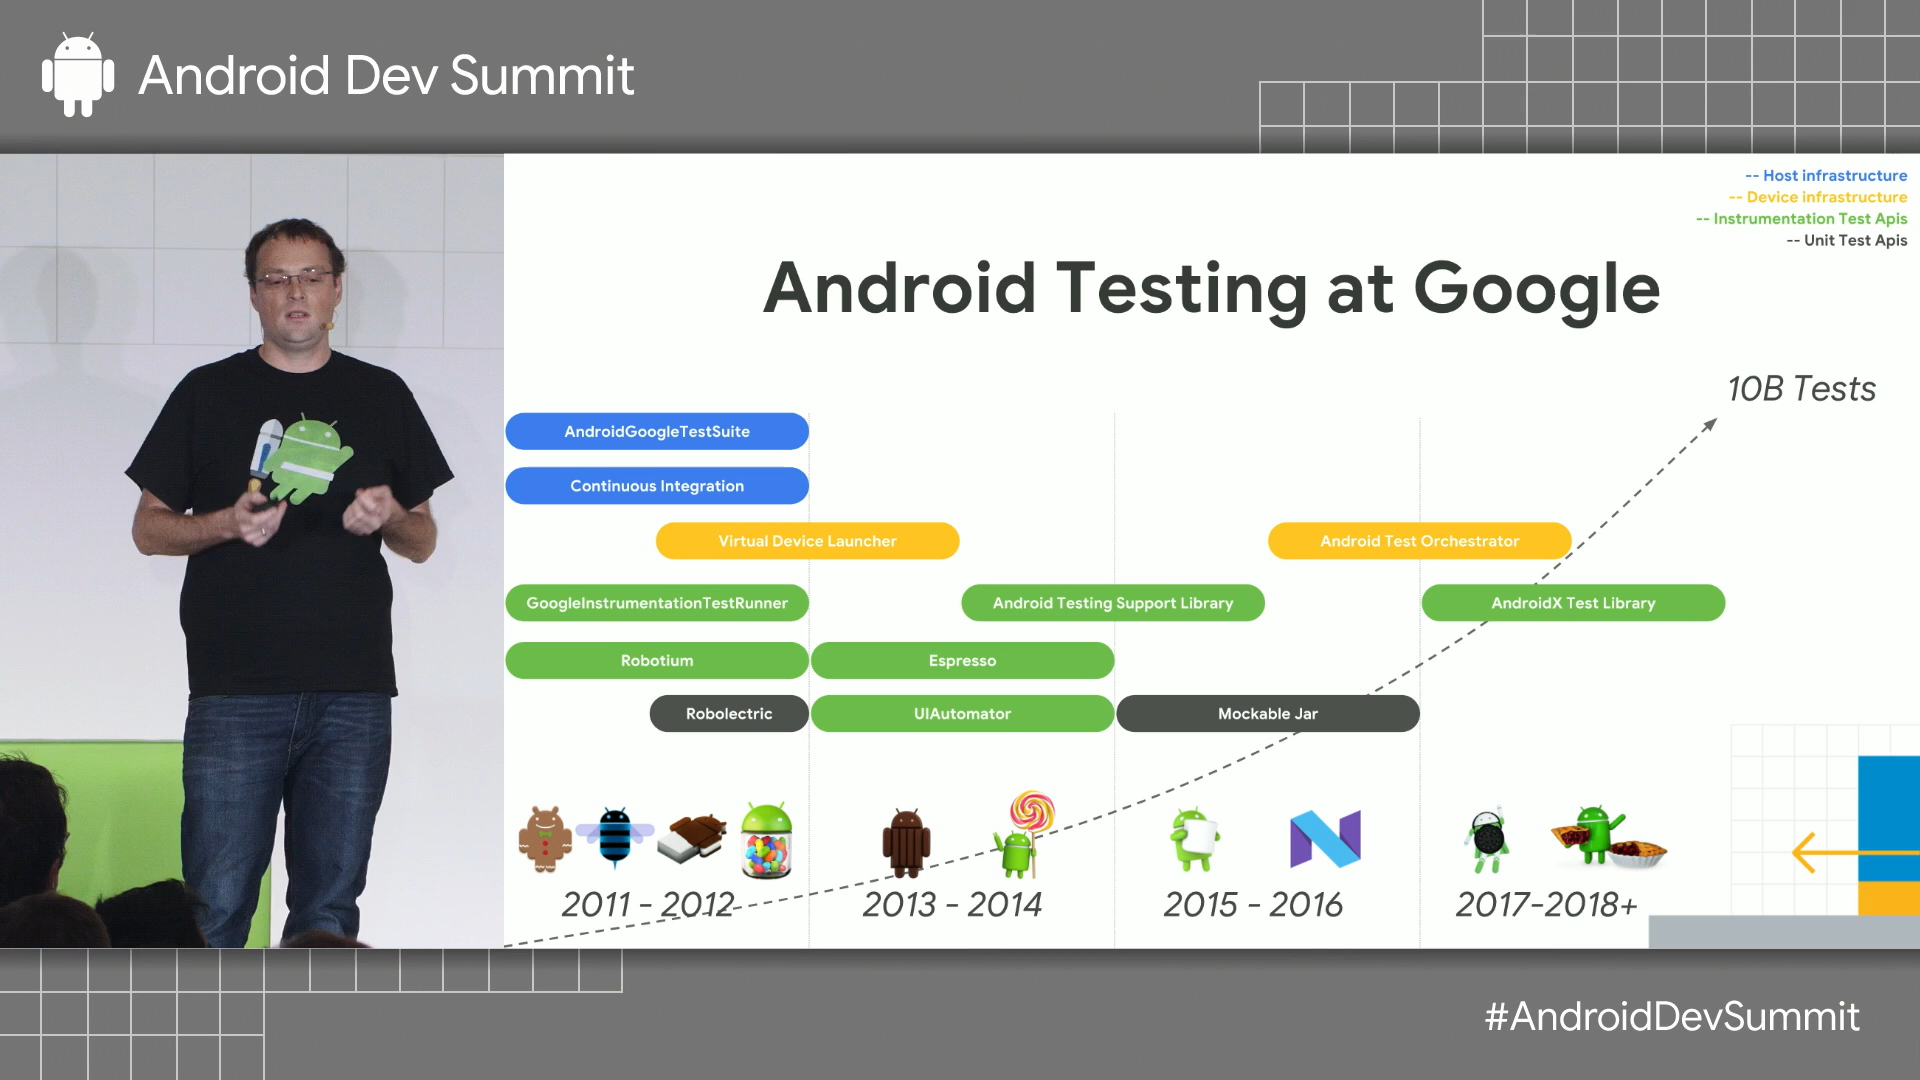 Android Dev Summit
-- Host infrastructure
-- Device infrastructure
-- Instrumentation Test Apis
-- Unit Test Apis
Android Testing at Google
10B Tests
AndroidGoogleTestSuite
Continuous Integration
Virtual Device Launcher
Android Test Orchestrator
GoogleInstrumentationTestRunner
Android Testing Support Library
AndroidX Test Library
Robotium
Espresso
Robolectric
UIAutomator
Mockable Jar
2011 - 2012
2013 - 2014
2015 - 2016
2017-2018+
#AndroidDevSummit